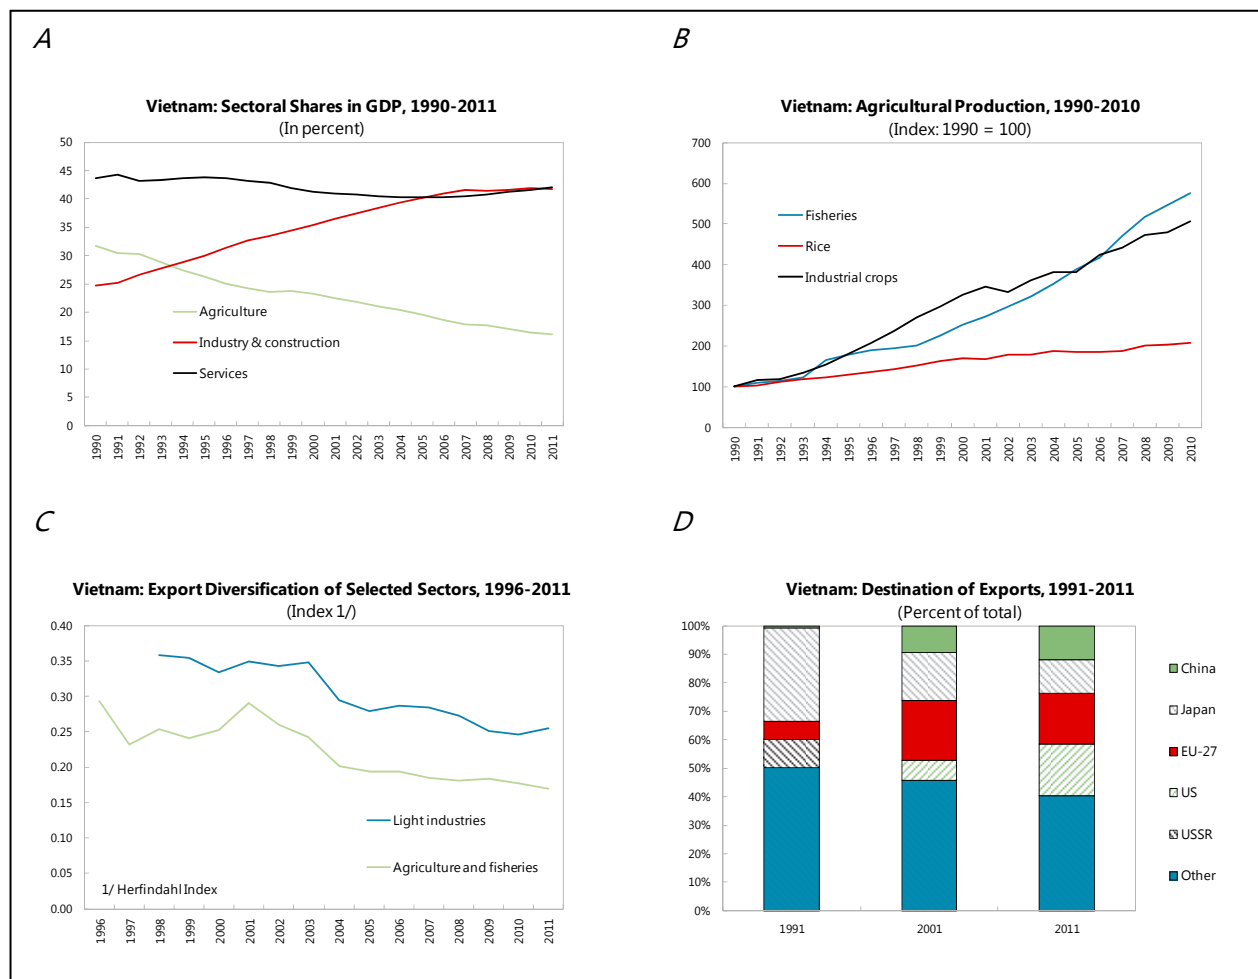 A
Vietnam: Sectoral Shares in GDP, 1990-2011
(In percent)
50
45
40
35
30
25
20
15
10
5
0
Agriculture
Industry & construction
Services
1990 1991 1992 1993 1994 1995 1996 1997 1998 1999 2000 2001 2002 2003 2004 2005 2006 2007 2008 2009 2010 2011
B
Vietnam: Agricultural Production, 1990-2010
(Index: 1990 = 100)
700
600
500
400
300
200
100
0
Fisheries
Rice
Industrial crops
1990 1991 1992 1993 1994 1995 1996 1997 1998 1999 2000 2001 2002 2003 2004 2005 2006 2007 2008 2009 2010
C
Vietnam: Export Diversification of Selected Sectors, 1996-2011
(Index 1/)
0.40
0.35
0.30
0.25
0.20
0.15
0.10
0.05
0.00
Light industries
Agriculture and fisheries
1/ Herfindahl Index
1996 1997 1998 1999 2000 2001 2002 2003 2004 2005 2006 2007 2008 2009 2010 2011
D
Vietnam: Destination of Exports, 1991-2011
(Percent of total)
100%
90%
80%
70%
60%
50%
40%
30%
20%
10%
0%
China
Japan
EU-27
US
USSR
Other
1991 2001 2011